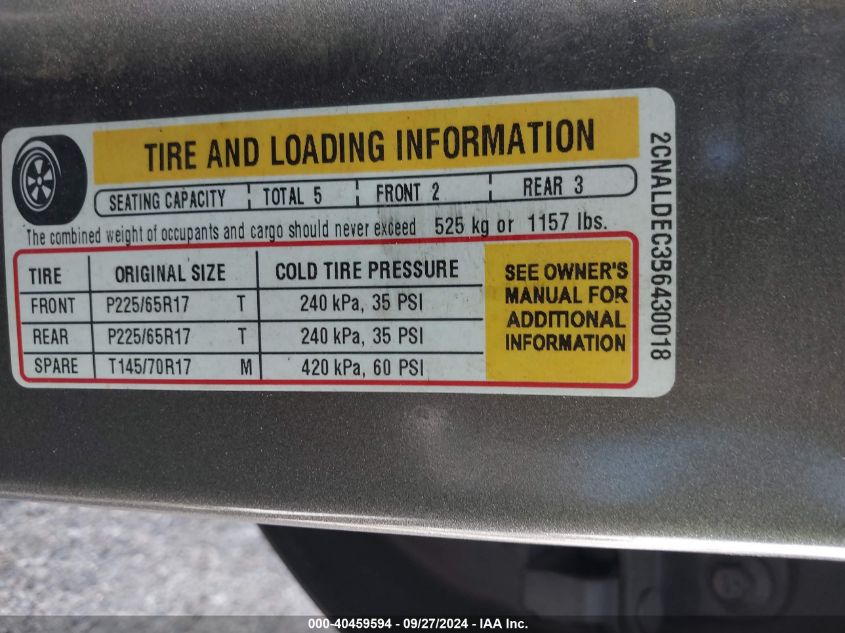 TIRE AND LOADING INFORMATION
SEATING CAPACITY TOTAL 5 FRONT 2 REAR 3
The combined weight of occupants and cargo should never exceed 525 kg or 1157 lbs.
TIRE ORIGINAL SIZE COLD TIRE PRESSURE
FRONT P225/65R17 T 240 kPa, 35 PSI
REAR P225/65R17 T 240 kPa, 35 PSI
SPARE T145/70R17 M 420 kPa, 60 PSI
SEE OWNER'S
MANUAL FOR
ADDITIONAL
INFORMATION
2CNALDEC3B6430018
000-40459594 - 09/27/2024 - IAA Inc.